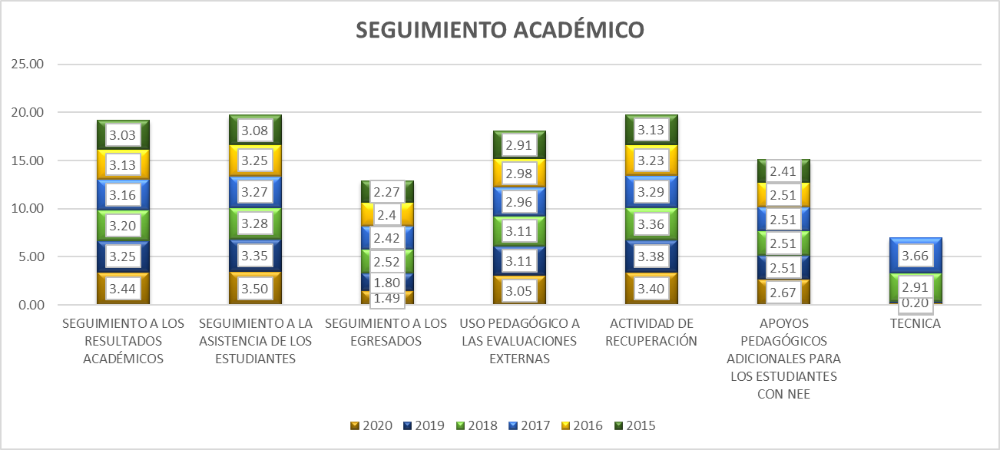 SEGUIMIENTO ACADÉMICO
25.00
20.00
15.00
10.00
5.00
0.00
3.03
3.13
3.16
3.20
3.25
3.44
3.08
3.25
3.27
3.28
3.35
3.50
2.27
2.4
2.42
2.52
1.80
1.49
2.91
2.98
2.96
3.11
3.11
3.05
3.13
3.23
3.29
3.36
3.38
3.40
2.41
2.51
2.51
2.51
2.51
2.67
3.66
2.91
0.20
SEGUIMIENTO A LOS
RESULTADOS
ACADÉMICOS
SEGUIMIENTO A LA
ASISTENCIA DE LOS
ESTUDIANTES
SEGUIMIENTO A LOS
EGRESADOS
USO PEDAGÓGICO A
LAS EVALUACIONES
EXTERNAS
ACTIVIDAD DE
RECUPERACIÓN
APOYOS
PEDAGÓGICOS
ADICIONALES PARA
LOS ESTUDIANTES
CON NEE
TECNICA
2020 2019 2018 2017 2016 2015